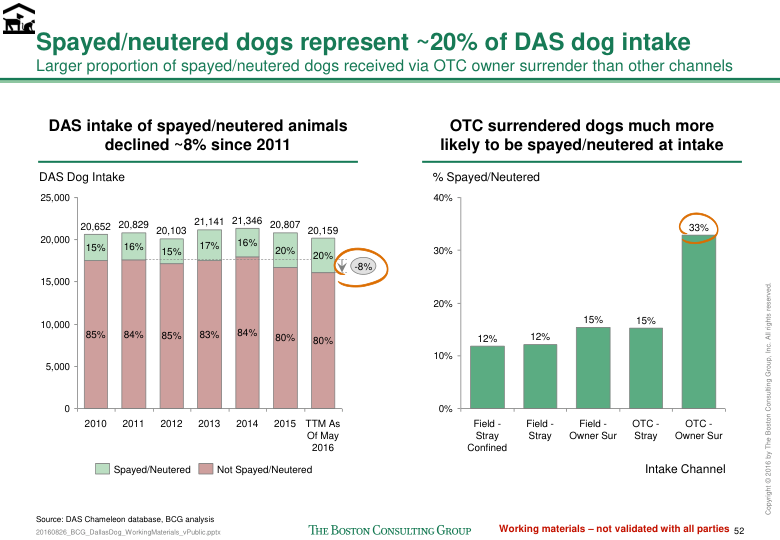 Spayed/neutered dogs represent ~20% of DAS dog intake
Larger proportion of spayed/neutered dogs received via OTC owner surrender than other channels
DAS intake of spayed/neutered animals
declined ~8% since 2011
DAS Dog Intake
25,000
20,000
15,000
10,000
5,000
0
20,652
20,829
20,103
21,141
21,346
20,807
20,159
15%
16%
15%
17%
16%
20%
20%
-8%
85%
84%
85%
83%
84%
80%
80%
2010
2011
2012
2013
2014
2015
TTM As
Of May
2016
Spayed/Neutered
Not Spayed/Neutered
OTC surrendered dogs much more
likely to be spayed/neutered at intake
% Spayed/Neutered
40%
30%
20%
10%
0%
12%
12%
15%
15%
33%
Field -
Stray
Confined
Field -
Stray
Field -
Owner Sur
OTC -
Stray
OTC -
Owner Sur
Intake Channel
Copyright © 2016 by The Boston Consulting Group, Inc. All rights reserved.
Source: DAS Chameleon database, BCG analysis
20160826_BCG_DallasDog_WorkingMaterials_vPublic.pptx
THE BOSTON CONSULTING GROUP
Working materials – not validated with all parties
52